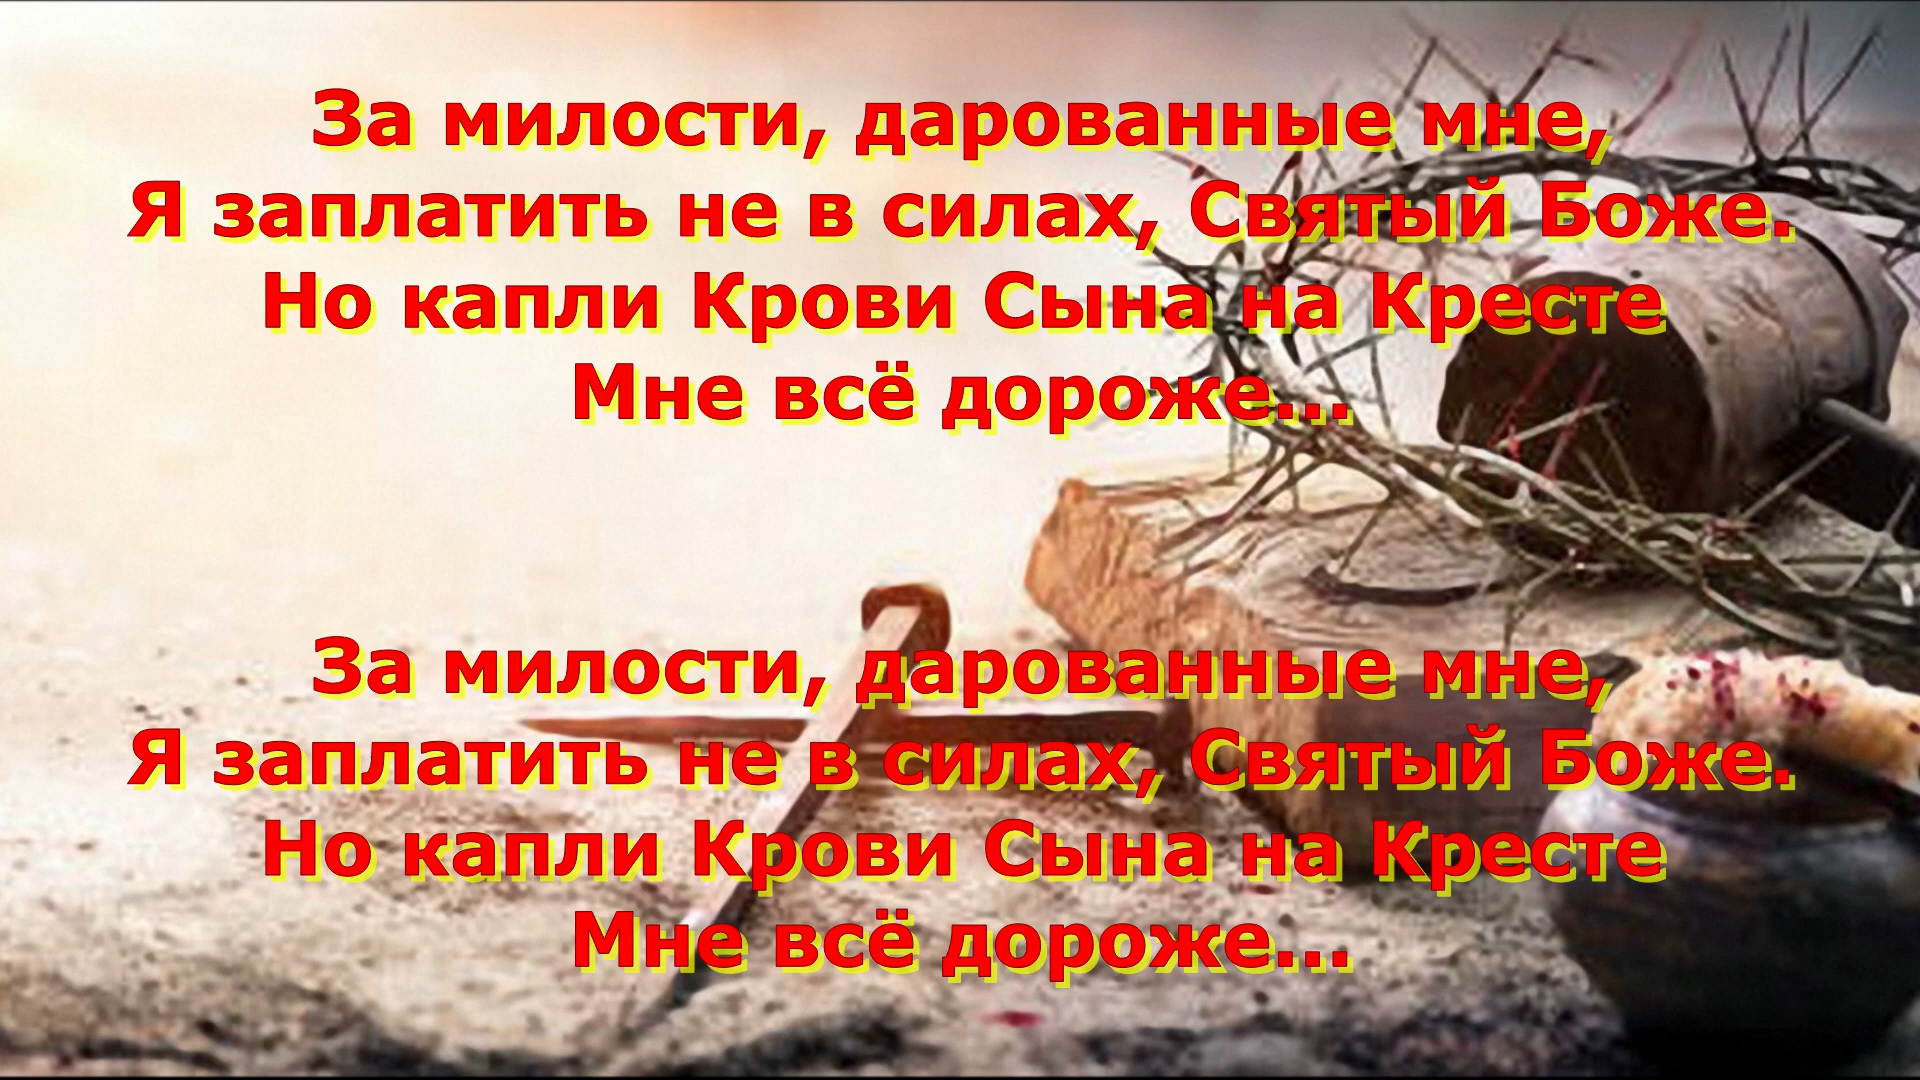 За милости, дарованные мне,
Я заплатить не в силах, Святый Боже.
Но капли Крови Сына на Кресте
Мне всё дороже...
За милости, дарованные мне,
Я заплатить не в силах, Святый Боже.
Но капли Крови Сына на Кресте
Мне всё дороже...